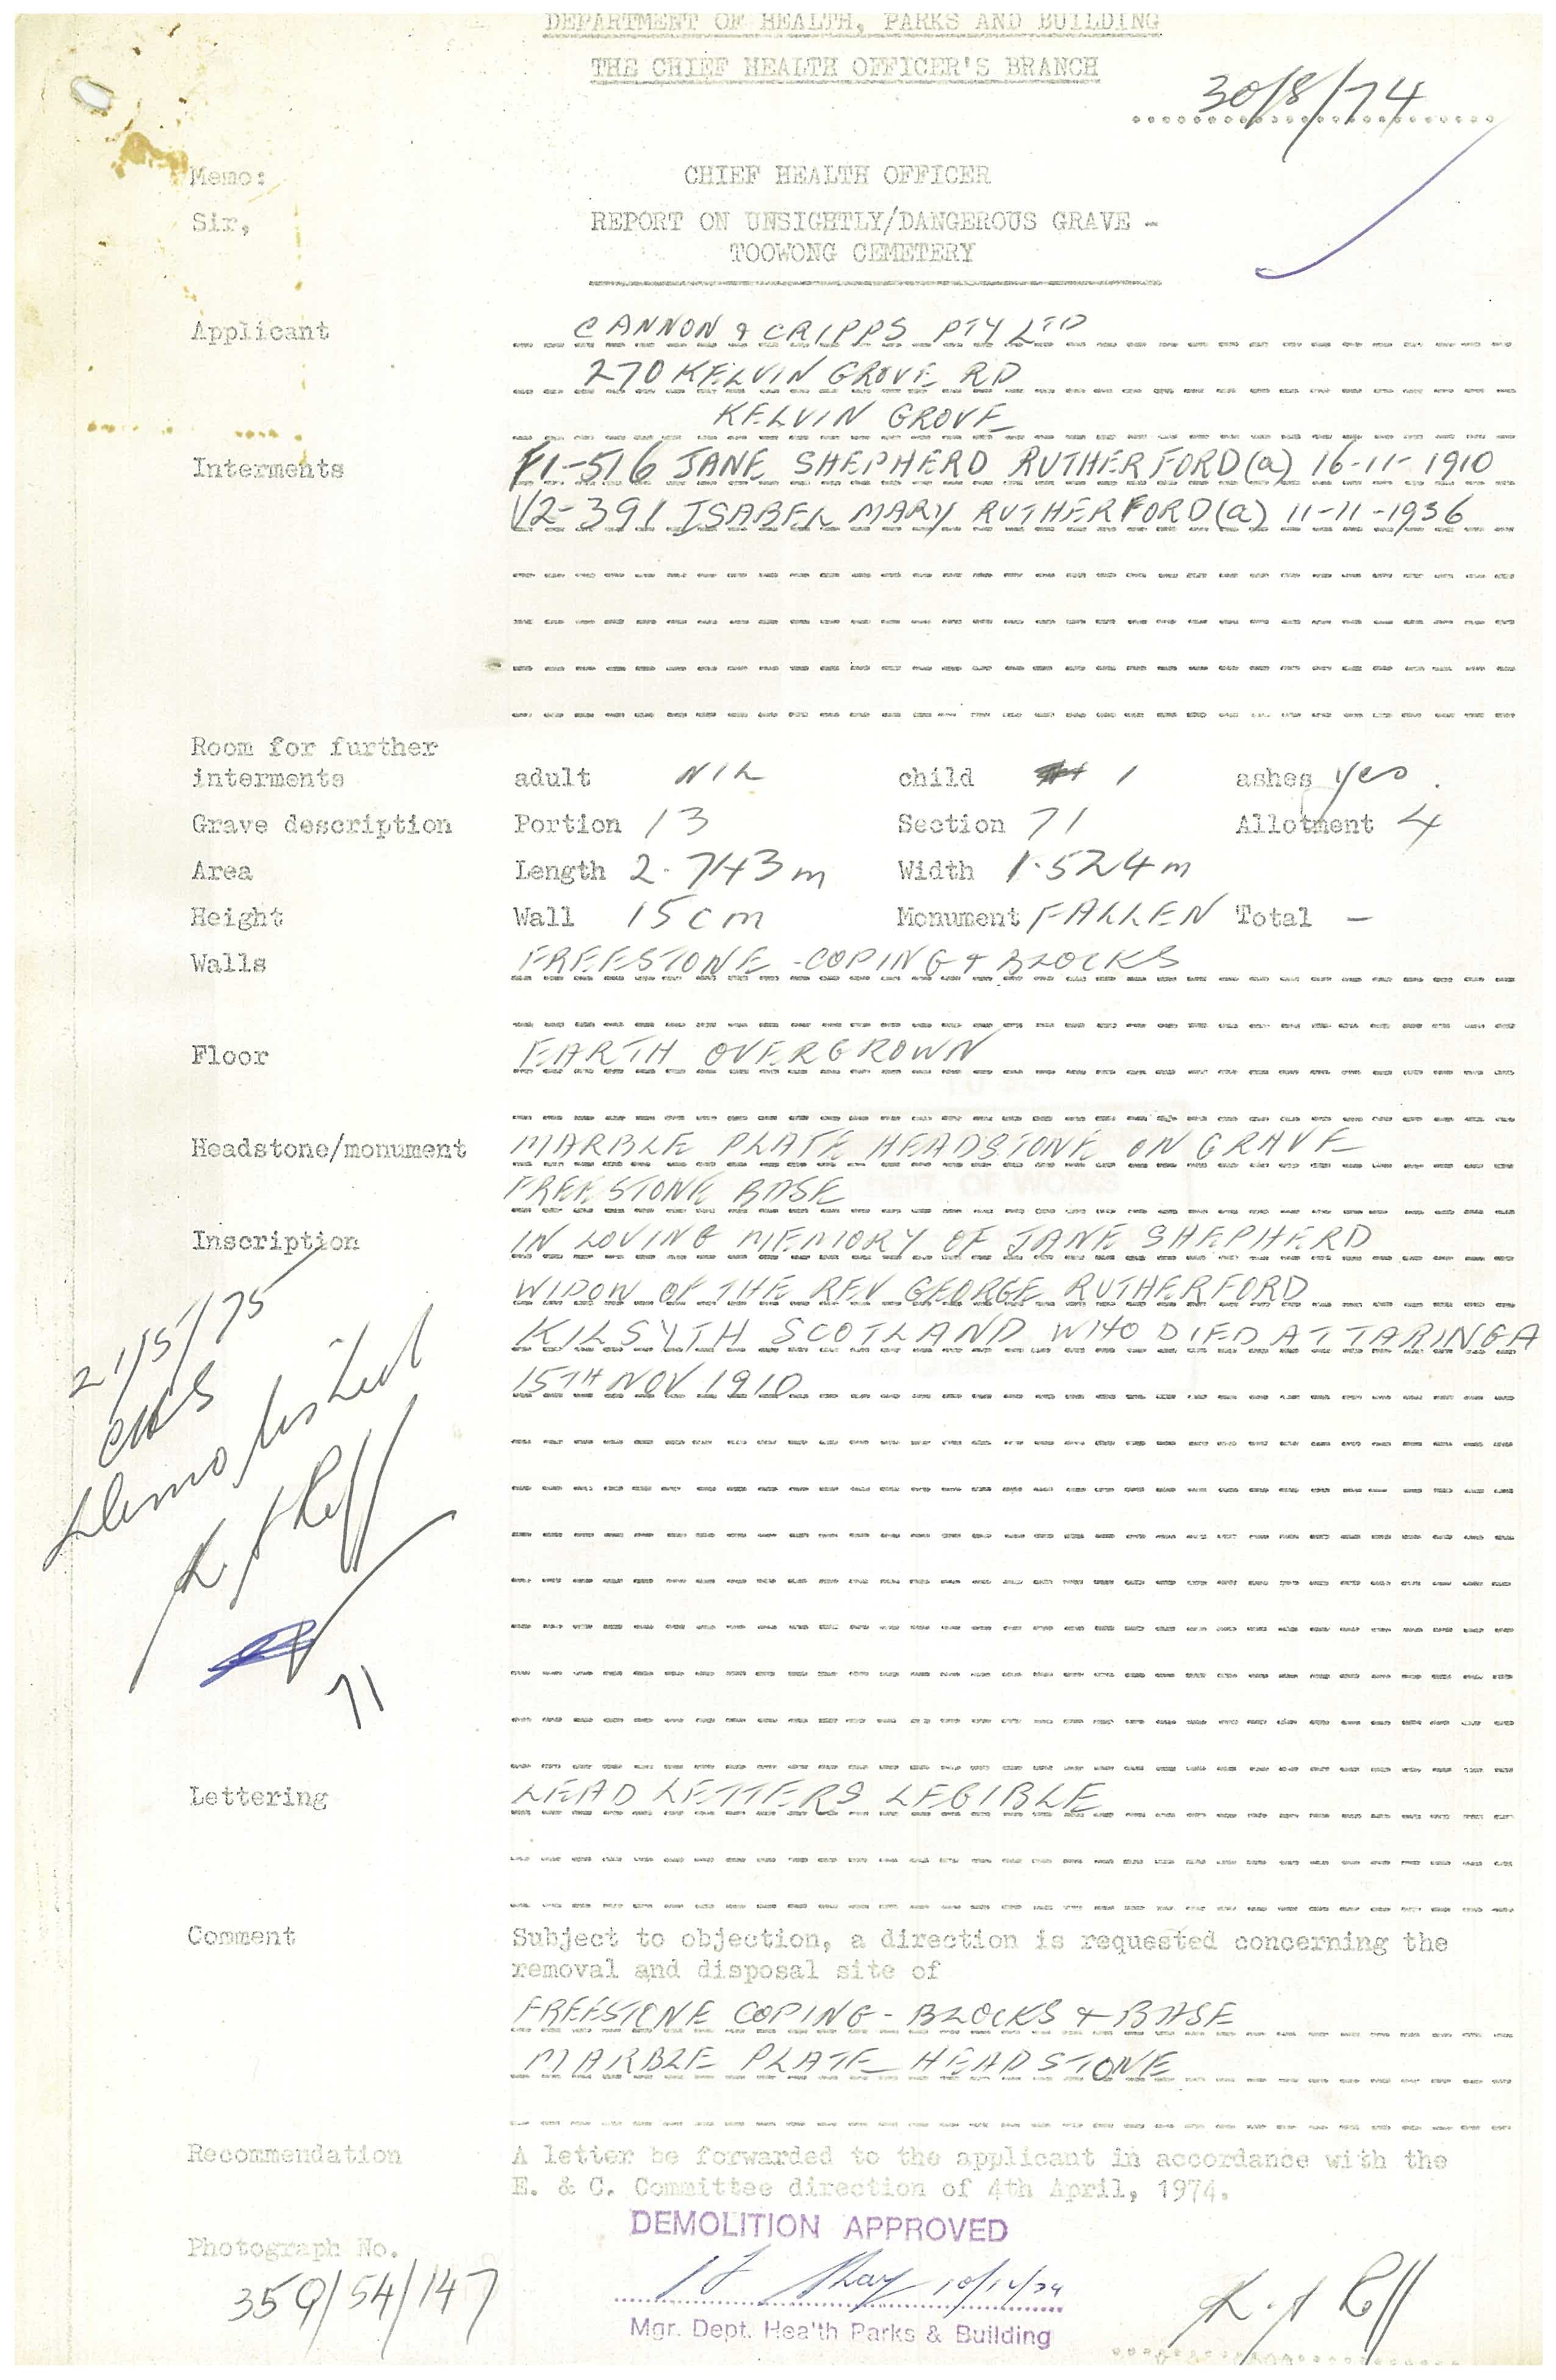 DEPARTMENT OF HEALTH, PARKS AND BUILDING
THE CHIEF HEALTH OFFICER'S BRANCH
30/8/74
Memo: CHIEF HEALTH OFFICER
Sir, REPORT ON UNSIGHTLY/DANGEROUS GRAVE -
TOOWONG CEMETERY
Applicant CANNON & CRIPPS PTY LTD
270 KELVIN GROVE RD
KELVIN GROVE
Interments 1-516 JANE SHEPHERD RUTHERFORD (a) 16-11-1910
V2-391 ISABEL MARY RUTHERFORD (a) 11-11-1936
Room for further
interments adult NIL child 1 ashes yes.
Grave description Portion 13 Section 71 Allotment 4
Area Length 2.743m Width 1.524m
Height Wall 15cm Monument FALLEN Total -
Walls FREESTONE - COPING & BLOCKS
Floor EARTH OVERGROWN
Headstone/monument MARBLE PLATE HEADSTONE ON GRAVE
FREESTONE BASE
Inscription IN LOVING MEMORY OF JANE SHEPHERD
WIDOW OF THE REV GEORGE RUTHERFORD
KILSYTH SCOTLAND WHO DIED AT TARINGA
15TH NOV 1910
21/5/75
demolished
71
Lettering LEAD LETTERS LEGIBLE
Comment Subject to objection, a direction is requested concerning the
removal and disposal site of
FREESTONE COPING - BLOCKS & BASE
MARBLE PLATE HEADSTONE
Recommendation A letter be forwarded to the applicant in accordance with the
E. & C. Committee direction of 4th April, 1974.
DEMOLITION APPROVED
Photograph No.
359/54/147
10/12/74
Mgr. Dept. Health Parks & Building